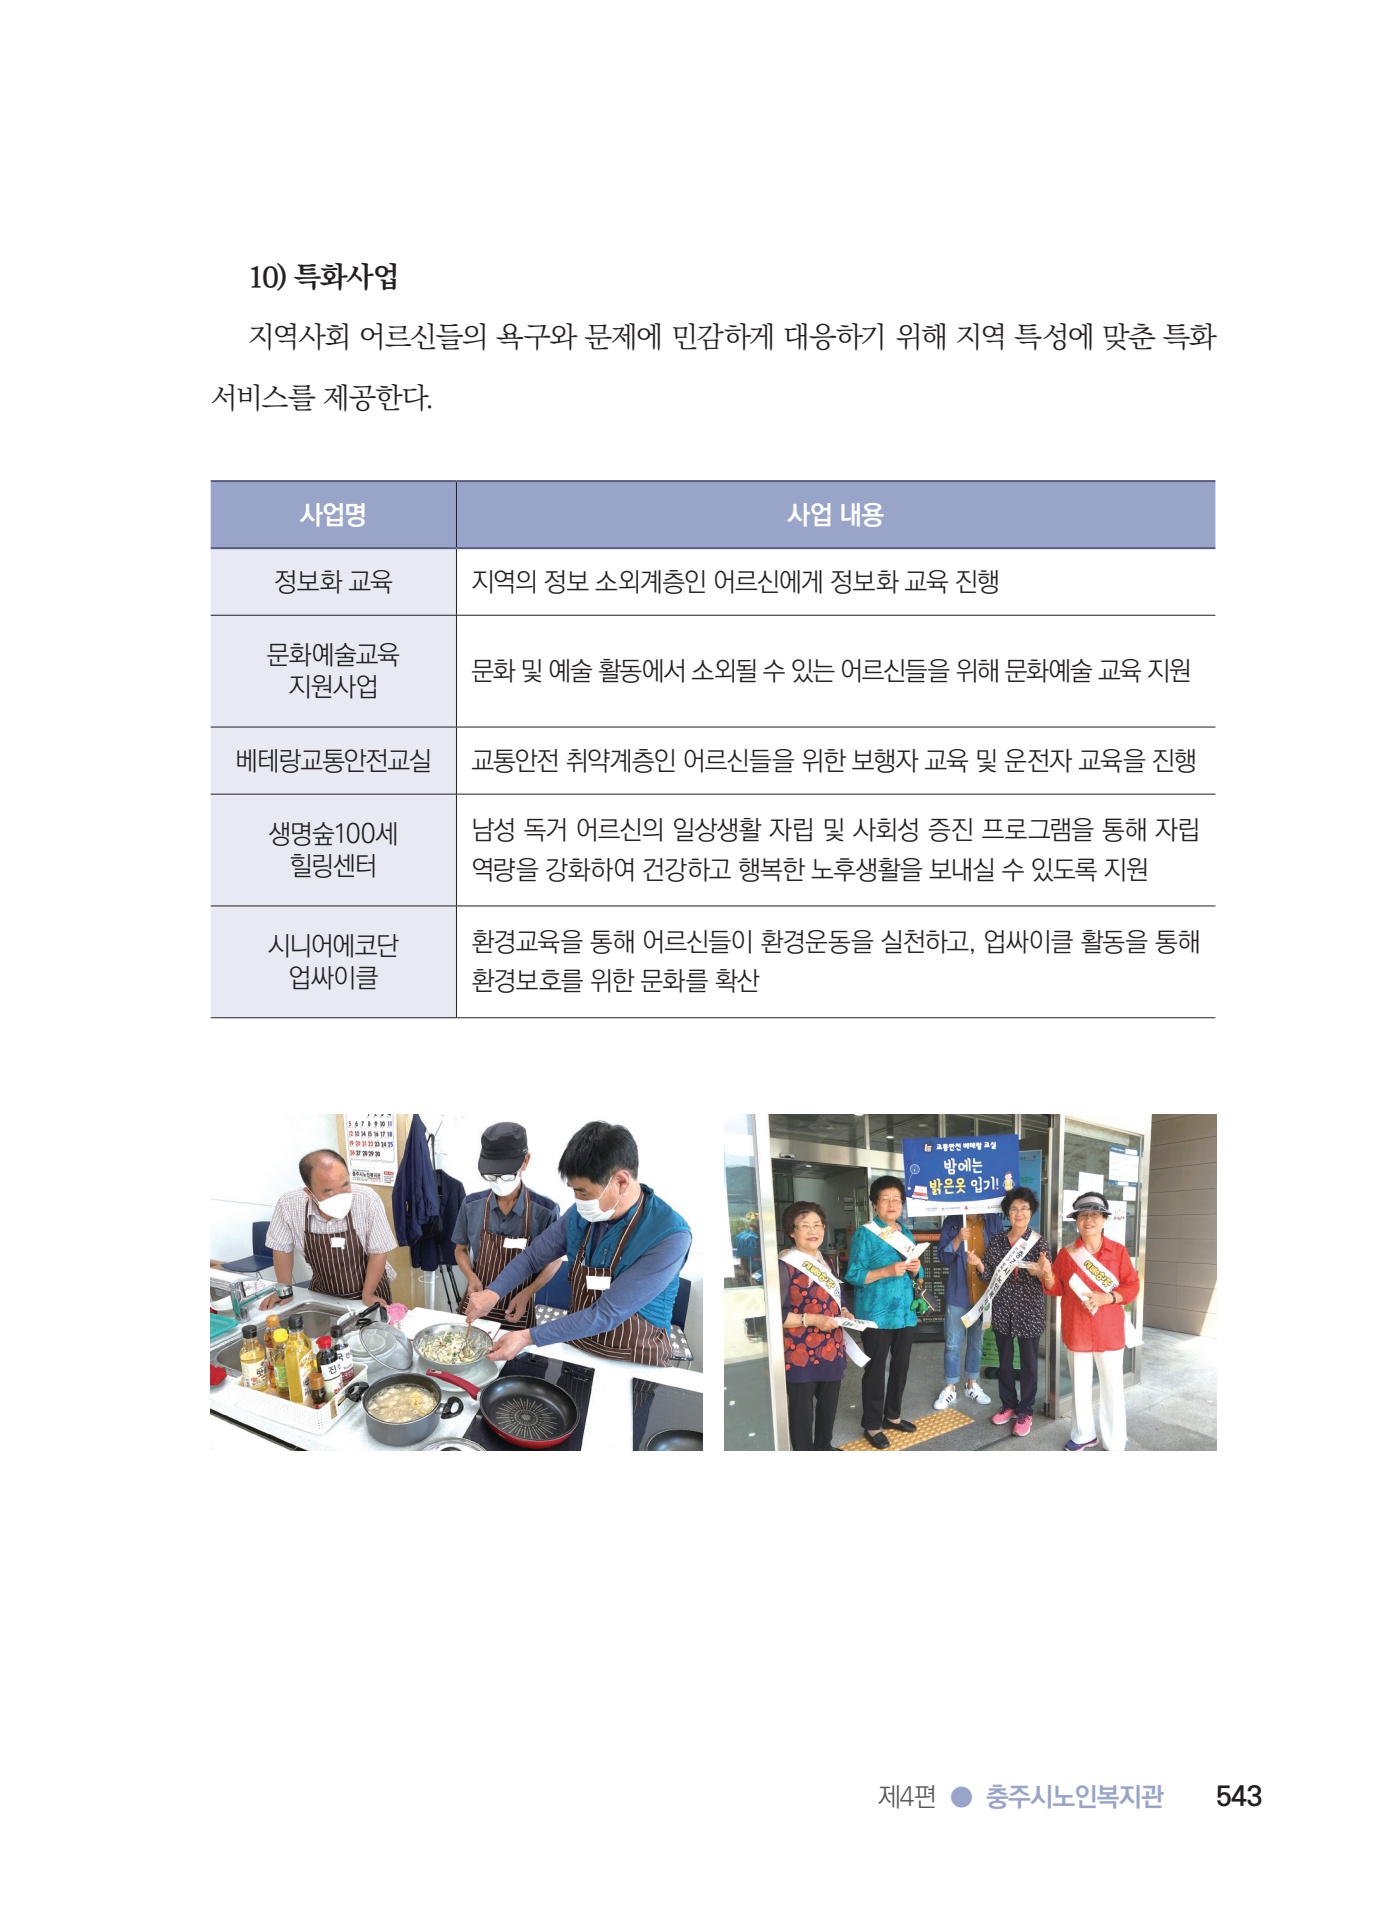 10) 특화사업
지역사회 어르신들의 욕구와 문제에 민감하게 대응하기 위해 지역 특성에 맞춘 특화
서비스를 제공한다.
사업명
사업 내용
정보화 교육
지역의 정보 소외계층인 어르신에게 정보화 교육 진행
문화예술교육
지원사업
문화 및 예술 활동에서 소외될 수 있는 어르신들을 위해 문화예술 교육 지원
베테랑교통안전교실
교통안전 취약계층인 어르신들을 위한 보행자 교육 및 운전자 교육을 진행
생명숲100세
힐링센터
남성 독거 어르신의 일상생활 자립 및 사회성 증진 프로그램을 통해 자립
역량을 강화하여 건강하고 행복한 노후생활을 보내실 수 있도록 지원
시니어에코단
업싸이클
환경교육을 통해 어르신들이 환경운동을 실천하고, 업싸이클 활동을 통해
환경보호를 위한 문화를 확산
충주시노인복지관
교통안전 베테랑 교실
밤에는
밝은옷 입기!
제4편 ● 충주시노인복지관 543